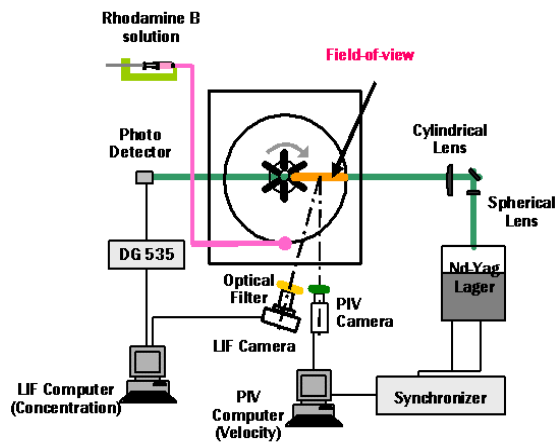 Rhodamine B
solution
Field-of-view
Photo
Detector
Cylindrical
Lens
Spherical
Lens
DG 535
Nd-Yag
Lager
Optical
Filter
PIV
Camera
LIF Camera
LIF Computer
(Concentration)
PIV
Computer
(Velocity)
Synchronizer